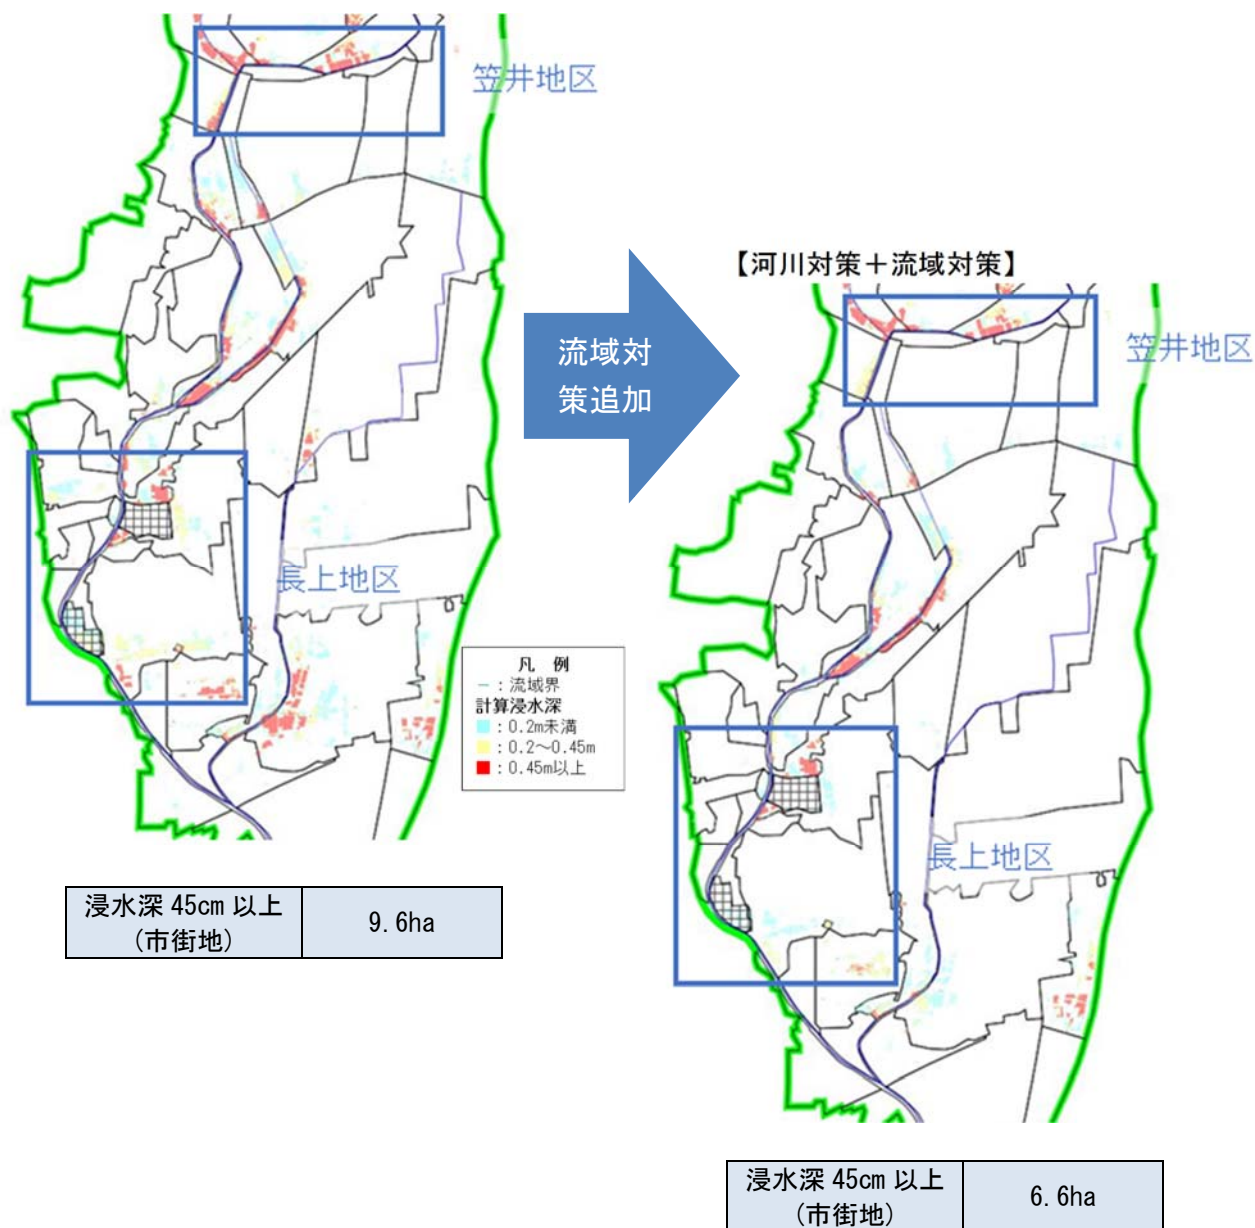 笠井地区
【河川対策＋流域対策】
流域対
策追加
笠井地区
長上地区
凡 例
－：流域界
計算浸水深
：0.2m未満
：0.2～0.45m
：0.45m以上
長上地区
浸水深 45cm 以上
(市街地)
9.6ha
浸水深 45cm 以上
(市街地)
6.6ha